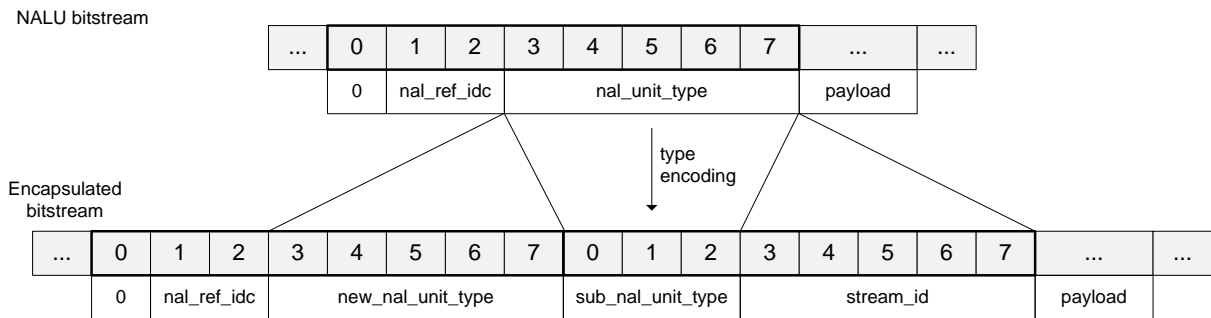 NALU bitstream
... 0 1 2 3 4 5 6 7 ... ...
0 nal_ref_idc nal_unit_type payload
type
encoding
Encapsulated
bitstream
... 0 1 2 3 4 5 6 7 0 1 2 3 4 5 6 7 ... ...
0 nal_ref_idc new_nal_unit_type sub_nal_unit_type stream_id payload